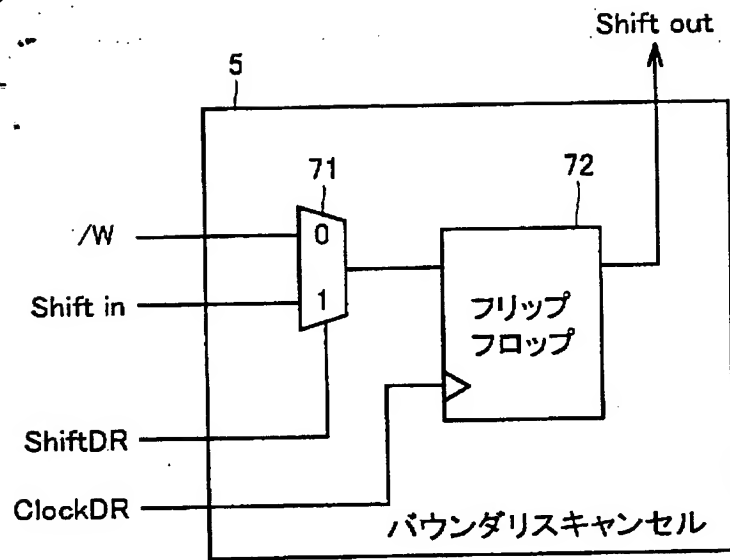 Shift out
5
71
72
/W
0
Shift in
1
フリップ
フロップ
ShiftDR
ClockDR
バウンダリスキャンセル